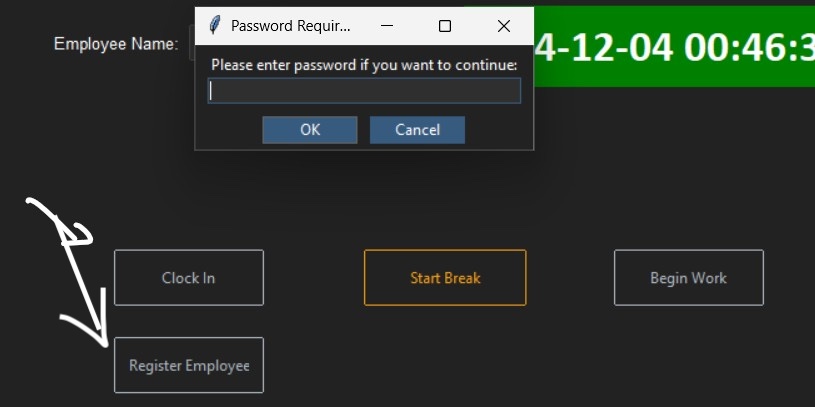 Password Requir...
Employee Name:
4-12-04 00:46:3
Please enter password if you want to continue:
OK
Cancel
Clock In
Start Break
Begin Work
Register Employee